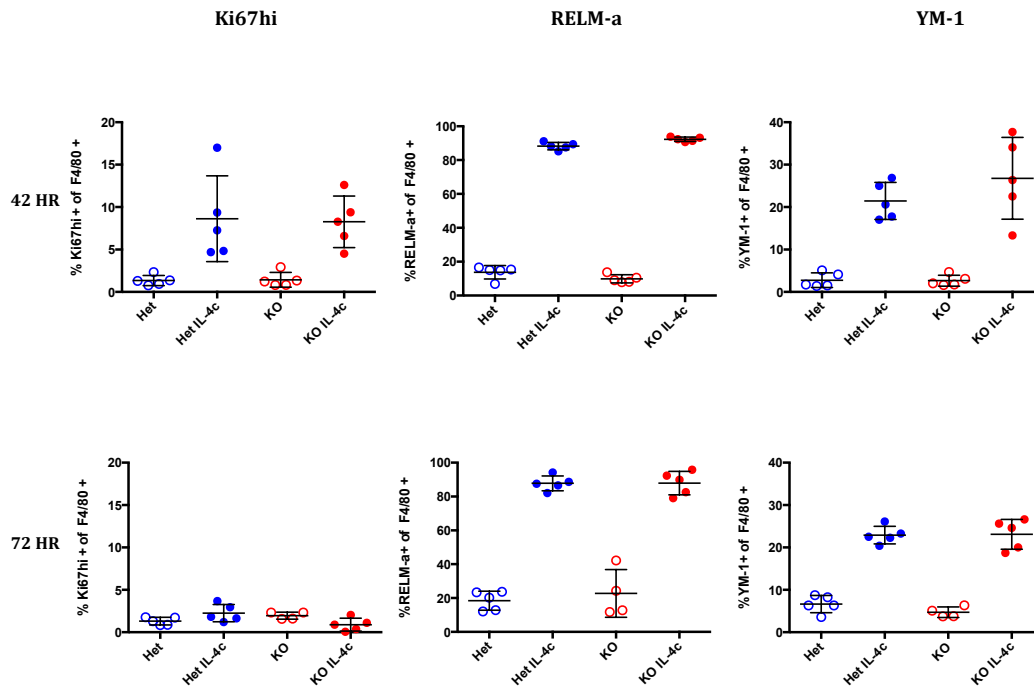 Ki67hi RELM-a YM-1
42 HR
% Ki67hi + of F4/80 +
20
15
10
5
0
Het
Het IL-4c
KO
KO IL-4c
%RELM-a+ of F4/80 +
100
80
60
40
20
0
Het
Het IL-4c
KO
KO IL-4c
%YM-1+ of F4/80 +
40
30
20
10
0
Het
Het IL-4c
KO
KO IL-4c
72 HR
% Ki67hi + of F4/80 +
20
15
10
5
0
Het
Het IL-4c
KO
KO IL-4c
%RELM-a+ of F4/80 +
100
80
60
40
20
0
Het
Het IL-4c
KO
KO IL-4c
%YM-1+ of F4/80 +
40
30
20
10
0
Het
Het IL-4c
KO
KO IL-4c